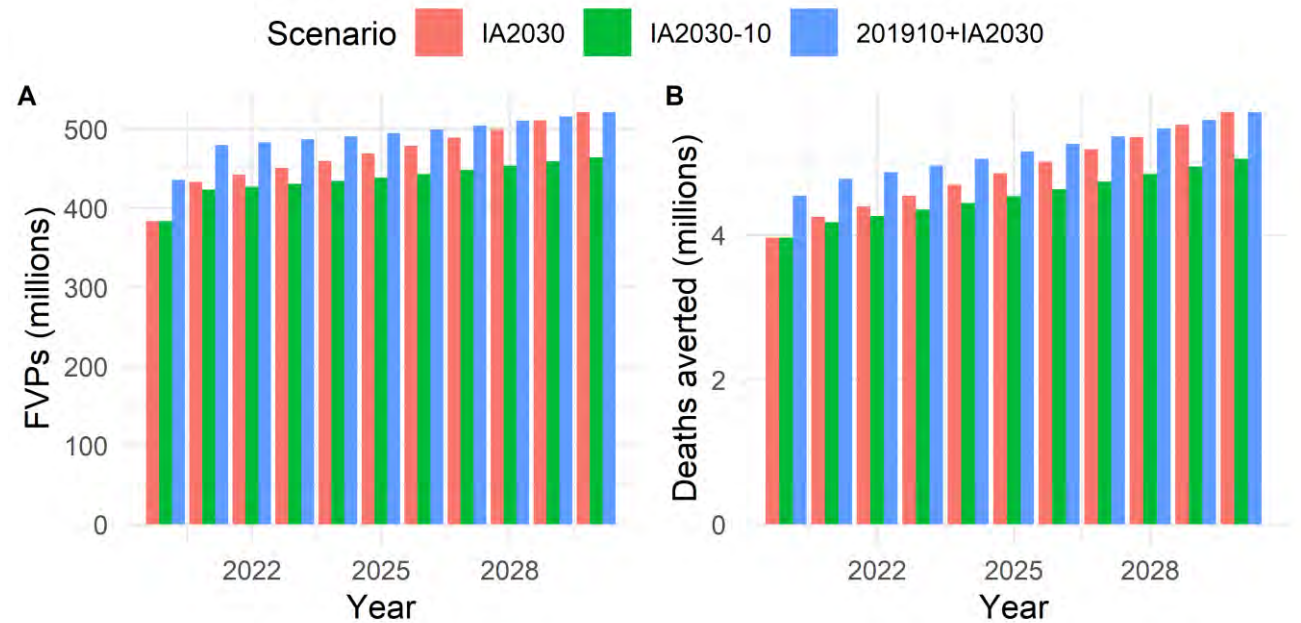 Scenario IA2030 IA2030-10 201910+IA2030
A
FVPs (millions)
500
400
300
200
100
0
2022 2025 2028
Year
B
Deaths averted (millions)
4
2
0
2022 2025 2028
Year